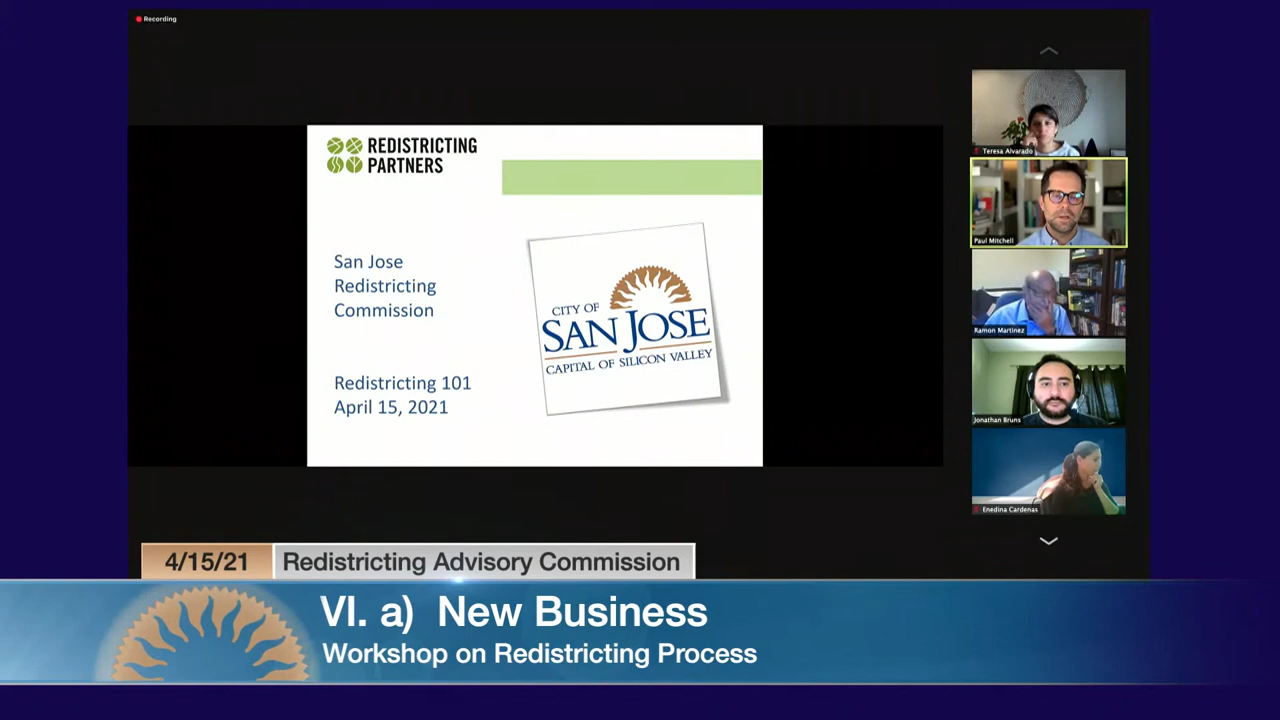 Recording
REDISTRICTING
PARTNERS
San Jose
Redistricting
Commission
Redistricting 101
April 15, 2021
CITY OF
SAN JOSE
CAPITAL OF SILICON VALLEY
Teresa Alvarado
Paul Mitchell
Ramon Martinez
Jonathan Bruns
Enedina Cardenas
4/15/21 Redistricting Advisory Commission
VI. a) New Business
Workshop on Redistricting Process